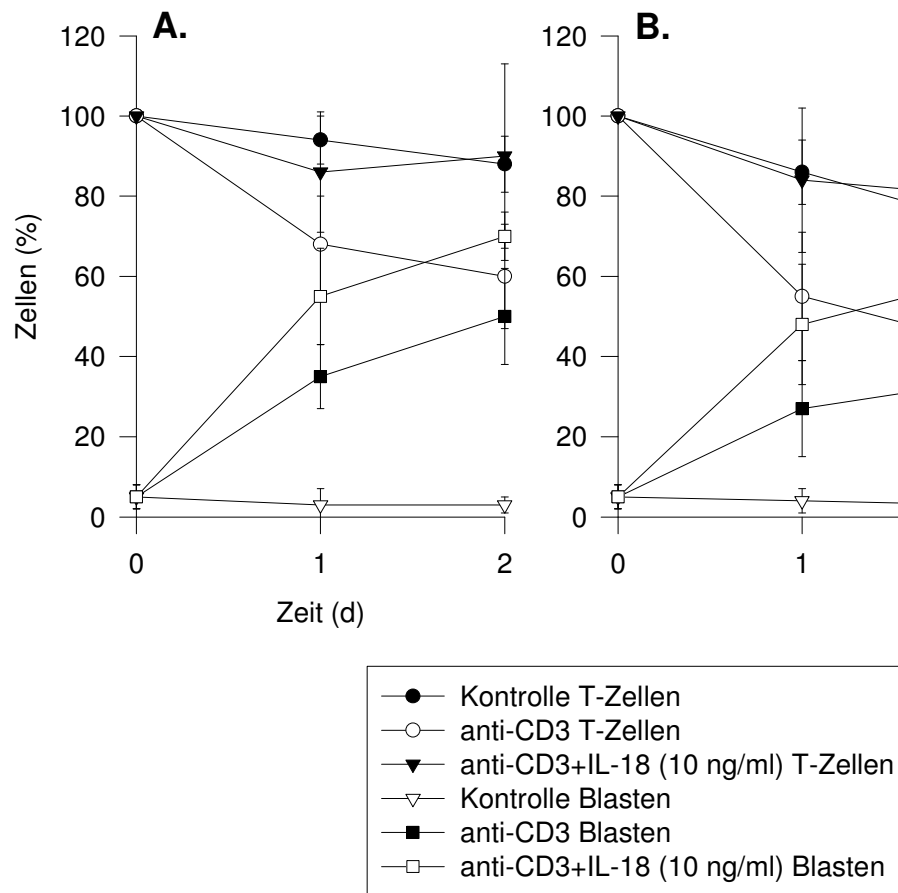 A.
B.
120
100
80
60
40
20
0
Zellen (%)
0
1
2
Zeit (d)
120
100
80
60
40
20
0
0
1
Kontrolle T-Zellen
anti-CD3 T-Zellen
anti-CD3+IL-18 (10 ng/ml) T-Zellen
Kontrolle Blasten
anti-CD3 Blasten
anti-CD3+IL-18 (10 ng/ml) Blasten